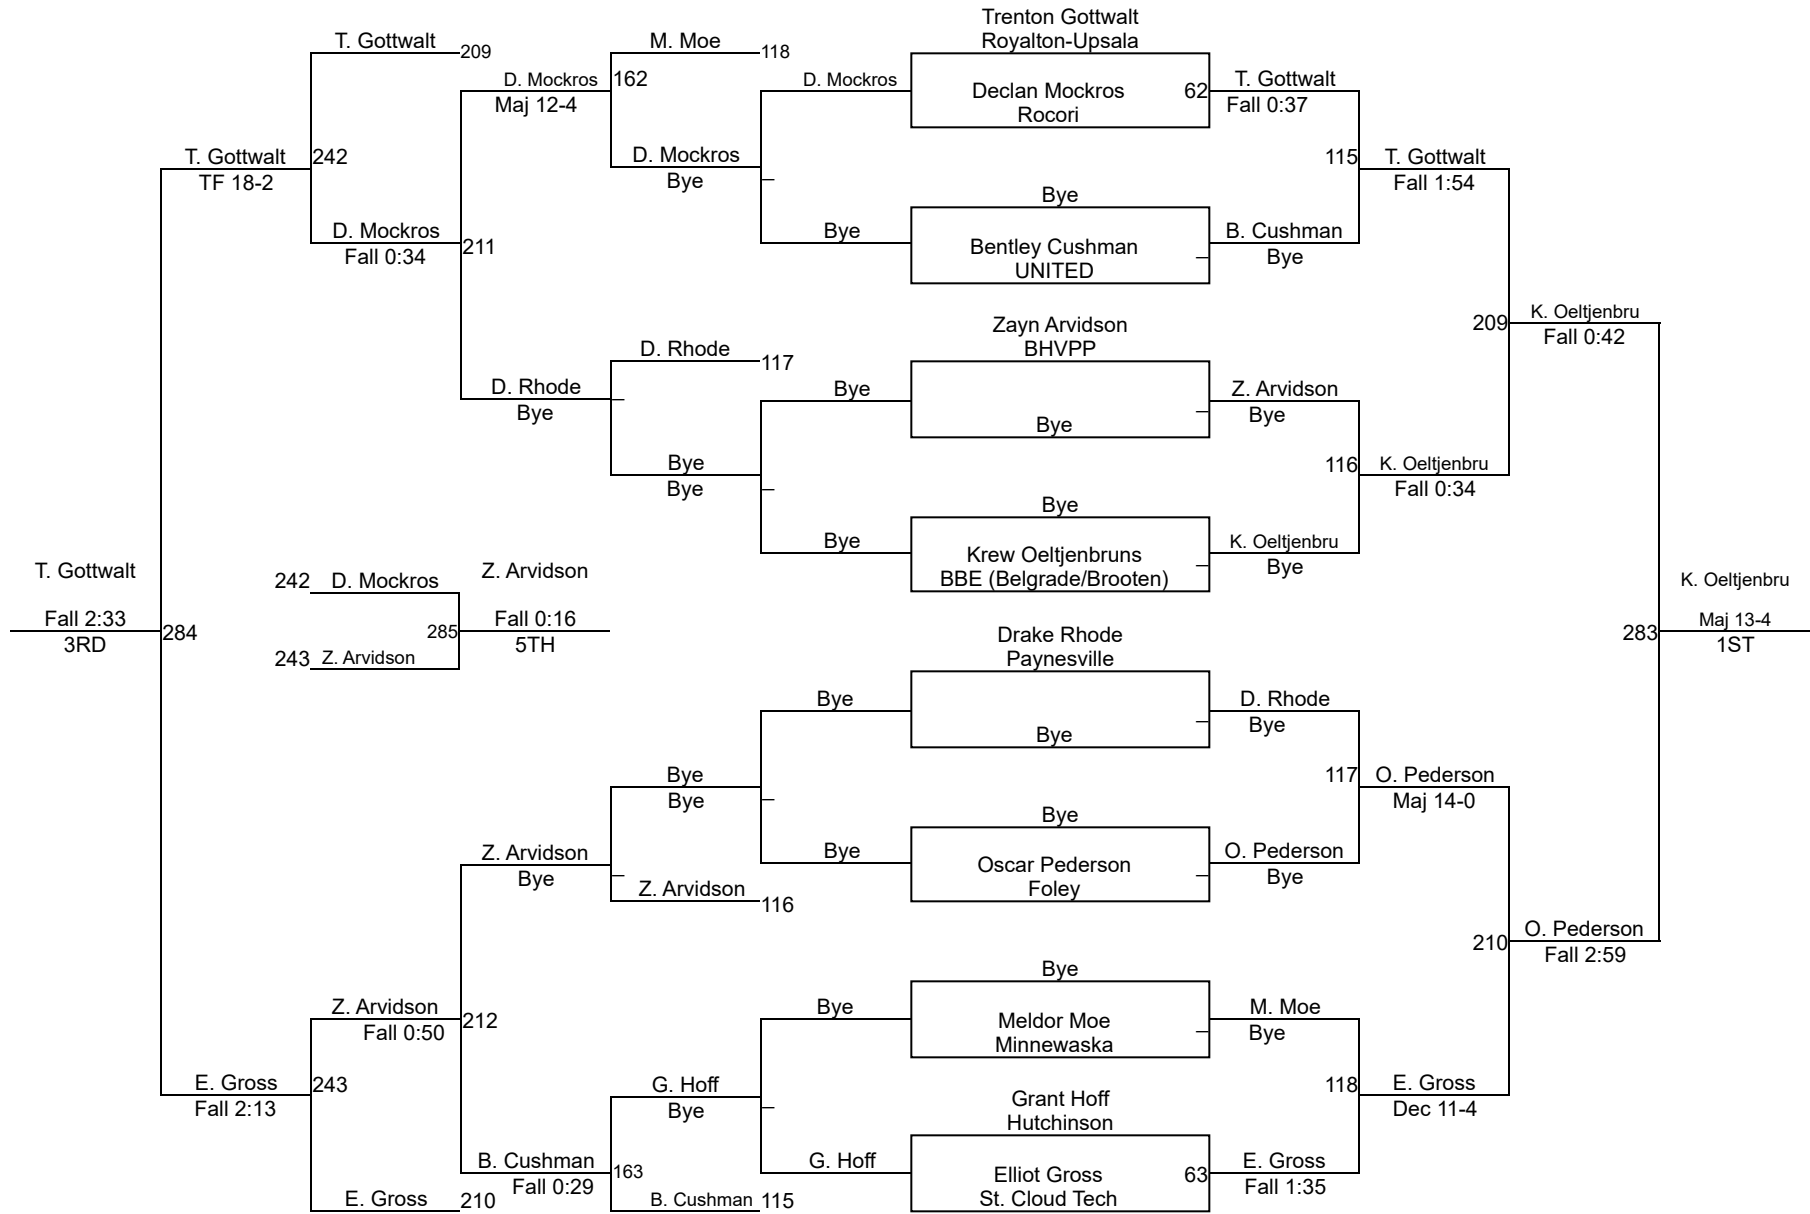 Trenton Gottwalt
T. Gottwalt
209
M. Moe
118
Royalton-Upsala
D. Mockros
Maj 12-4
162
D. Mockros
Declan Mockros
Rocori
62
T. Gottwalt
Fall 0:37
T. Gottwalt
TF 18-2
242
D. Mockros
Bye
115
T. Gottwalt
Fall 1:54
Bye
D. Mockros
Fall 0:34
211
Bye
Bentley Cushman
UNITED
B. Cushman
Bye
Zayn Arvidson
BHVPP
209
K. Oeltjenbru
Fall 0:42
D. Rhode
117
D. Rhode
Bye
Bye
Bye
Z. Arvidson
Bye
Bye
Bye
116
K. Oeltjenbru
Fall 0:34
Bye
Bye
Krew Oeltjenbruns
BBE (Belgrade/Brooten)
K. Oeltjenbru
Bye
T. Gottwalt
Fall 2:33
3RD
284
242
D. Mockros
243
Z. Arvidson
285
Z. Arvidson
Fall 0:16
5TH
K. Oeltjenbru
283
Maj 13-4
1ST
Drake Rhode
Paynesville
Bye
Bye
D. Rhode
Bye
Bye
Bye
117
O. Pederson
Maj 14-0
Bye
Z. Arvidson
Bye
Bye
Oscar Pederson
Foley
O. Pederson
Bye
Z. Arvidson
116
210
O. Pederson
Fall 2:59
Bye
Z. Arvidson
Fall 0:50
212
Bye
Meldor Moe
Minnewaska
M. Moe
Bye
E. Gross
Fall 2:13
243
G. Hoff
Bye
Grant Hoff
Hutchinson
118
E. Gross
Dec 11-4
B. Cushman
Fall 0:29
163
G. Hoff
Elliot Gross
St. Cloud Tech
63
E. Gross
Fall 1:35
E. Gross
210
B. Cushman
115